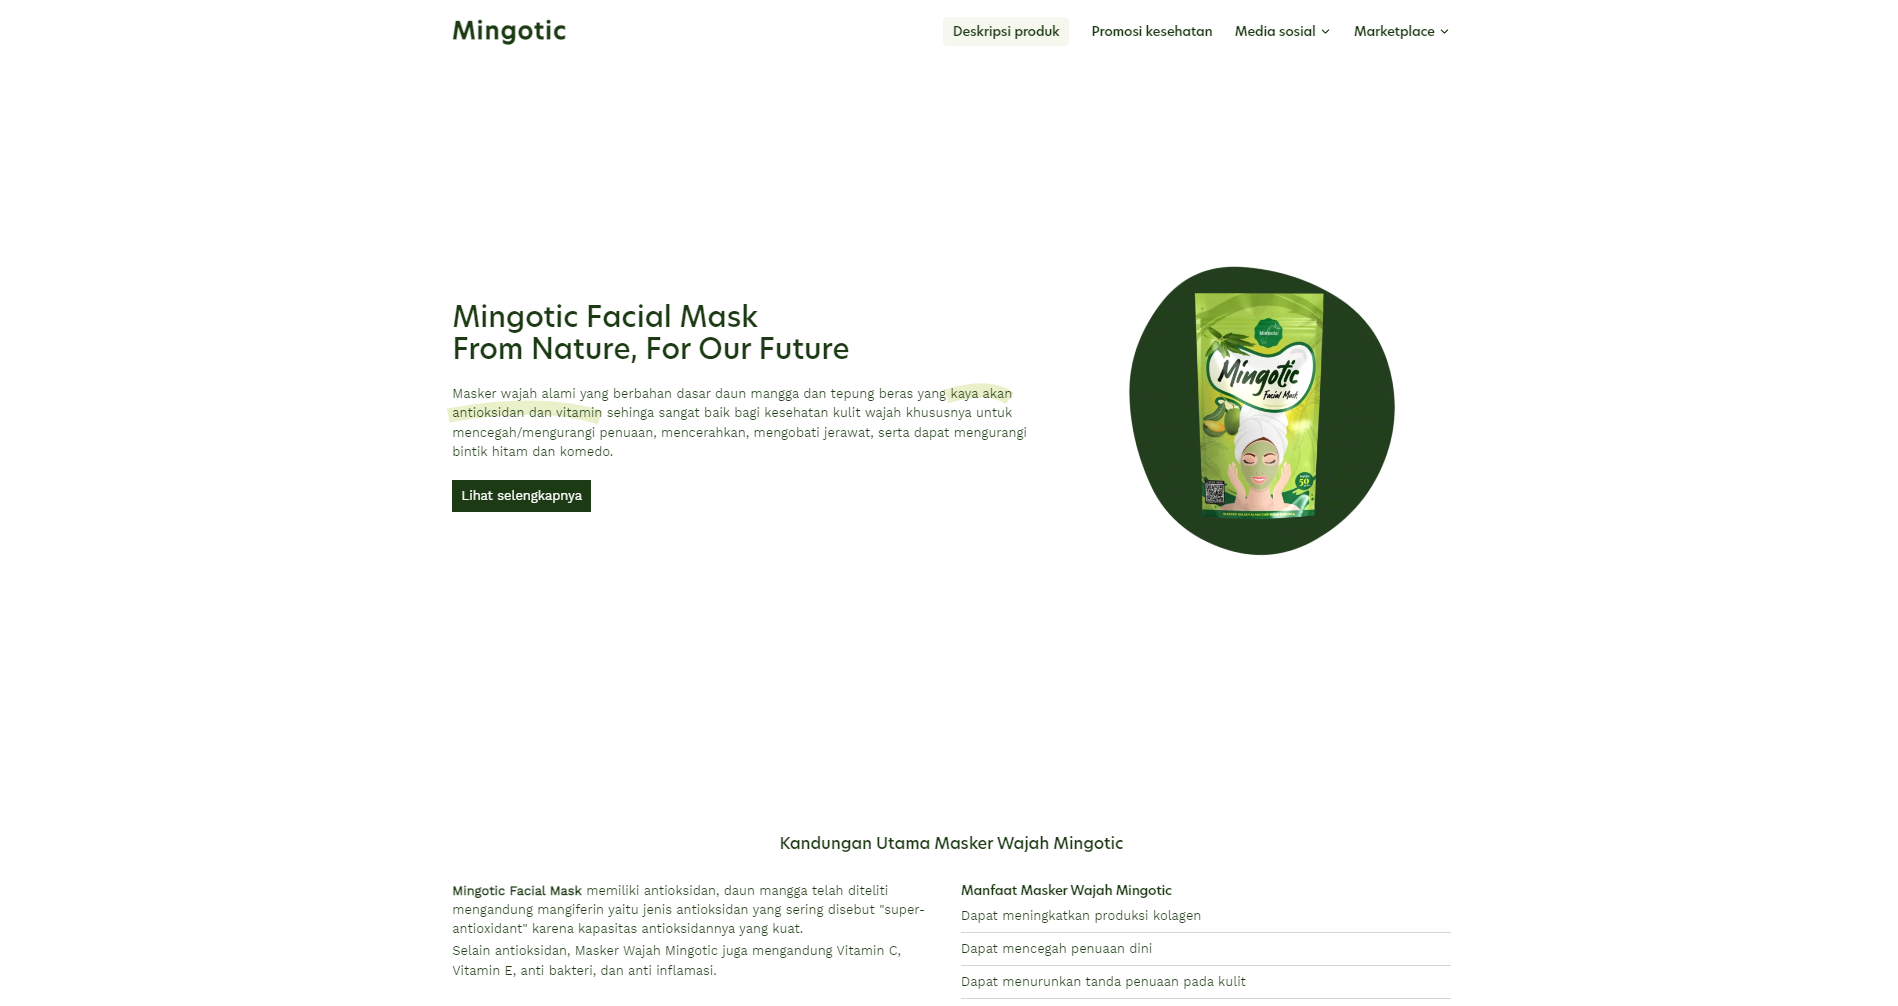 Mingotic
Deskripsi produk
Promosi kesehatan
Media sosial
Marketplace
Mingotic Facial Mask
From Nature, For Our Future
Masker wajah alami yang berbahan dasar daun mangga dan tepung beras yang kaya akan
antioksidan dan vitamin sehinga sangat baik bagi kesehatan kulit wajah khususnya untuk
mencegah/mengurangi penuaan, mencerahkan, mengobati jerawat, serta dapat mengurangi
bintik hitam dan komedo.
Lihat selengkapnya
Mingotic
Facial Mask
50
Kandungan Utama Masker Wajah Mingotic
Mingotic Facial Mask memiliki antioksidan, daun mangga telah diteliti
mengandung mangiferin yaitu jenis antioksidan yang sering disebut "super-
antioxidant" karena kapasitas antioksidannya yang kuat.
Selain antioksidan, Masker Wajah Mingotic juga mengandung Vitamin C,
Vitamin E, anti bakteri, dan anti inflamasi.
Manfaat Masker Wajah Mingotic
Dapat meningkatkan produksi kolagen
Dapat mencegah penuaan dini
Dapat menurunkan tanda penuaan pada kulit